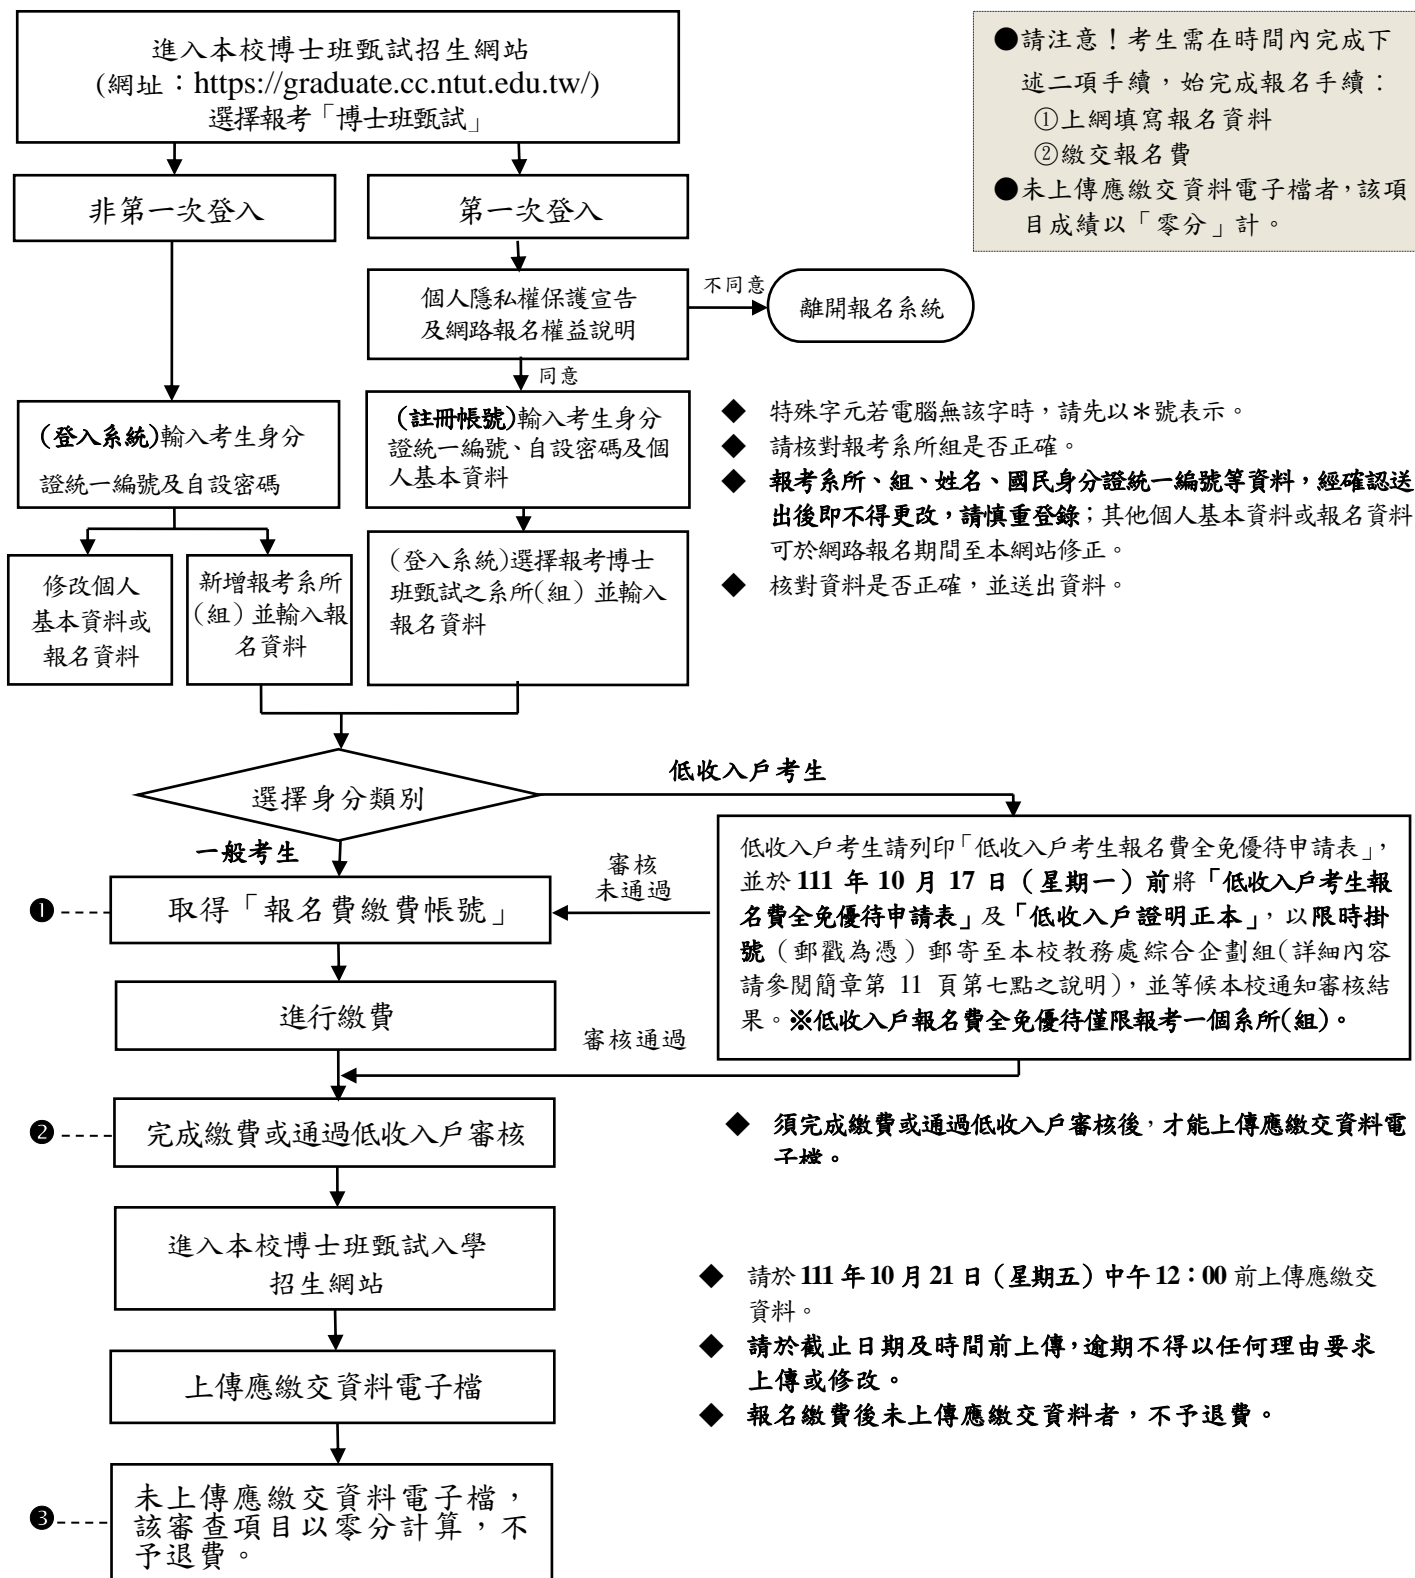 進入本校博士班甄試招生網站
(網址：https://graduate.cc.ntut.edu.tw/)
選擇報考「博士班甄試」
●請注意！考生需在時間內完成下
述二項手續，始完成報名手續：
①上網填寫報名資料
②繳交報名費
●未上傳應繳交資料電子檔者，該項
目成績以「零分」計。
非第一次登入
第一次登入
個人隱私權保護宣告
及網路報名權益說明
不同意
離開報名系統
同意
(登入系統)輸入考生身分
證統一編號及自設密碼
(註冊帳號)輸入考生身分
證統一編號、自設密碼及個
人基本資料
◆ 特殊字元若電腦無該字時，請先以＊號表示。
◆ 請核對報考系所組是否正確。
◆ 報考系所、組、姓名、國民身分證統一編號等資料，經確認送
出後即不得更改，請慎重登錄；其他個人基本資料或報名資料
可於網路報名期間至本網站修正。
◆ 核對資料是否正確，並送出資料。
修改個人
基本資料或
報名資料
新增報考系所
(組)並輸入報
名資料
(登入系統)選擇報考博士
班甄試之系所(組) 並輸入
報名資料
選擇身分類別
低收入戶考生
一般考生
低收入戶考生請列印「低收入戶考生報名費全免優待申請表」，
並於 111 年 10 月 17 日（星期一）前將「低收入戶考生報
名費全免優待申請表」及「低收入戶證明正本」，以限時掛
號（郵戳為憑）郵寄至本校教務處綜合企劃組(詳細內容
請參閱簡章第 11 頁第七點之說明)，並等候本校通知審核結
果。※低收入戶報名費全免優待僅限報考一個系所(組)。
審核
未通過
❶
取得「報名費繳費帳號」
進行繳費
審核通過
❷
完成繳費或通過低收入戶審核
◆ 須完成繳費或通過低收入戶審核後，才能上傳應繳交資料電
子檔。
進入本校博士班甄試入學
招生網站
◆ 請於 111 年 10 月 21 日（星期五）中午 12：00 前上傳應繳交
資料。
◆ 請於截止日期及時間前上傳，逾期不得以任何理由要求
上傳或修改。
◆ 報名繳費後未上傳應繳交資料者，不予退費。
上傳應繳交資料電子檔
❸
未上傳應繳交資料電子檔，
該審查項目以零分計算，不
予退費。